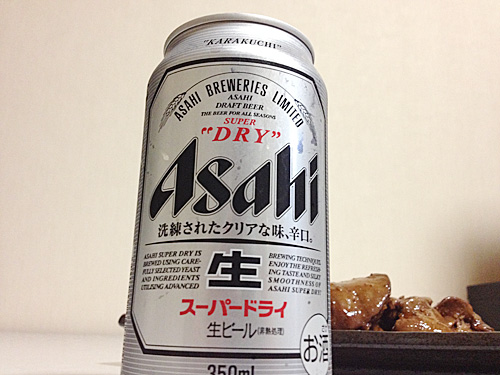 "KARAKUCHI"
ASAHI BREWERIES LIMITED
ASAHI
DRAFT BEER
THE BEER FOR ALL SEASONS
SUPER
"DRY"
Asahi
洗練されたクリアな味、辛口。
ASAHI SUPER DRY IS
BREWED USING CARE-
FULLY SELECTED YEAST
AND INGREDIENTS
UTILISING ADVANCED
生
BREWING TECHNIQUES.
ENJOY THE REFRESH-
ING TASTE AND SILKY
SMOOTHNESS OF
ASAHI SUPER DRY.
スーパードライ
生ビール(非熱処理)
お酒
350ml